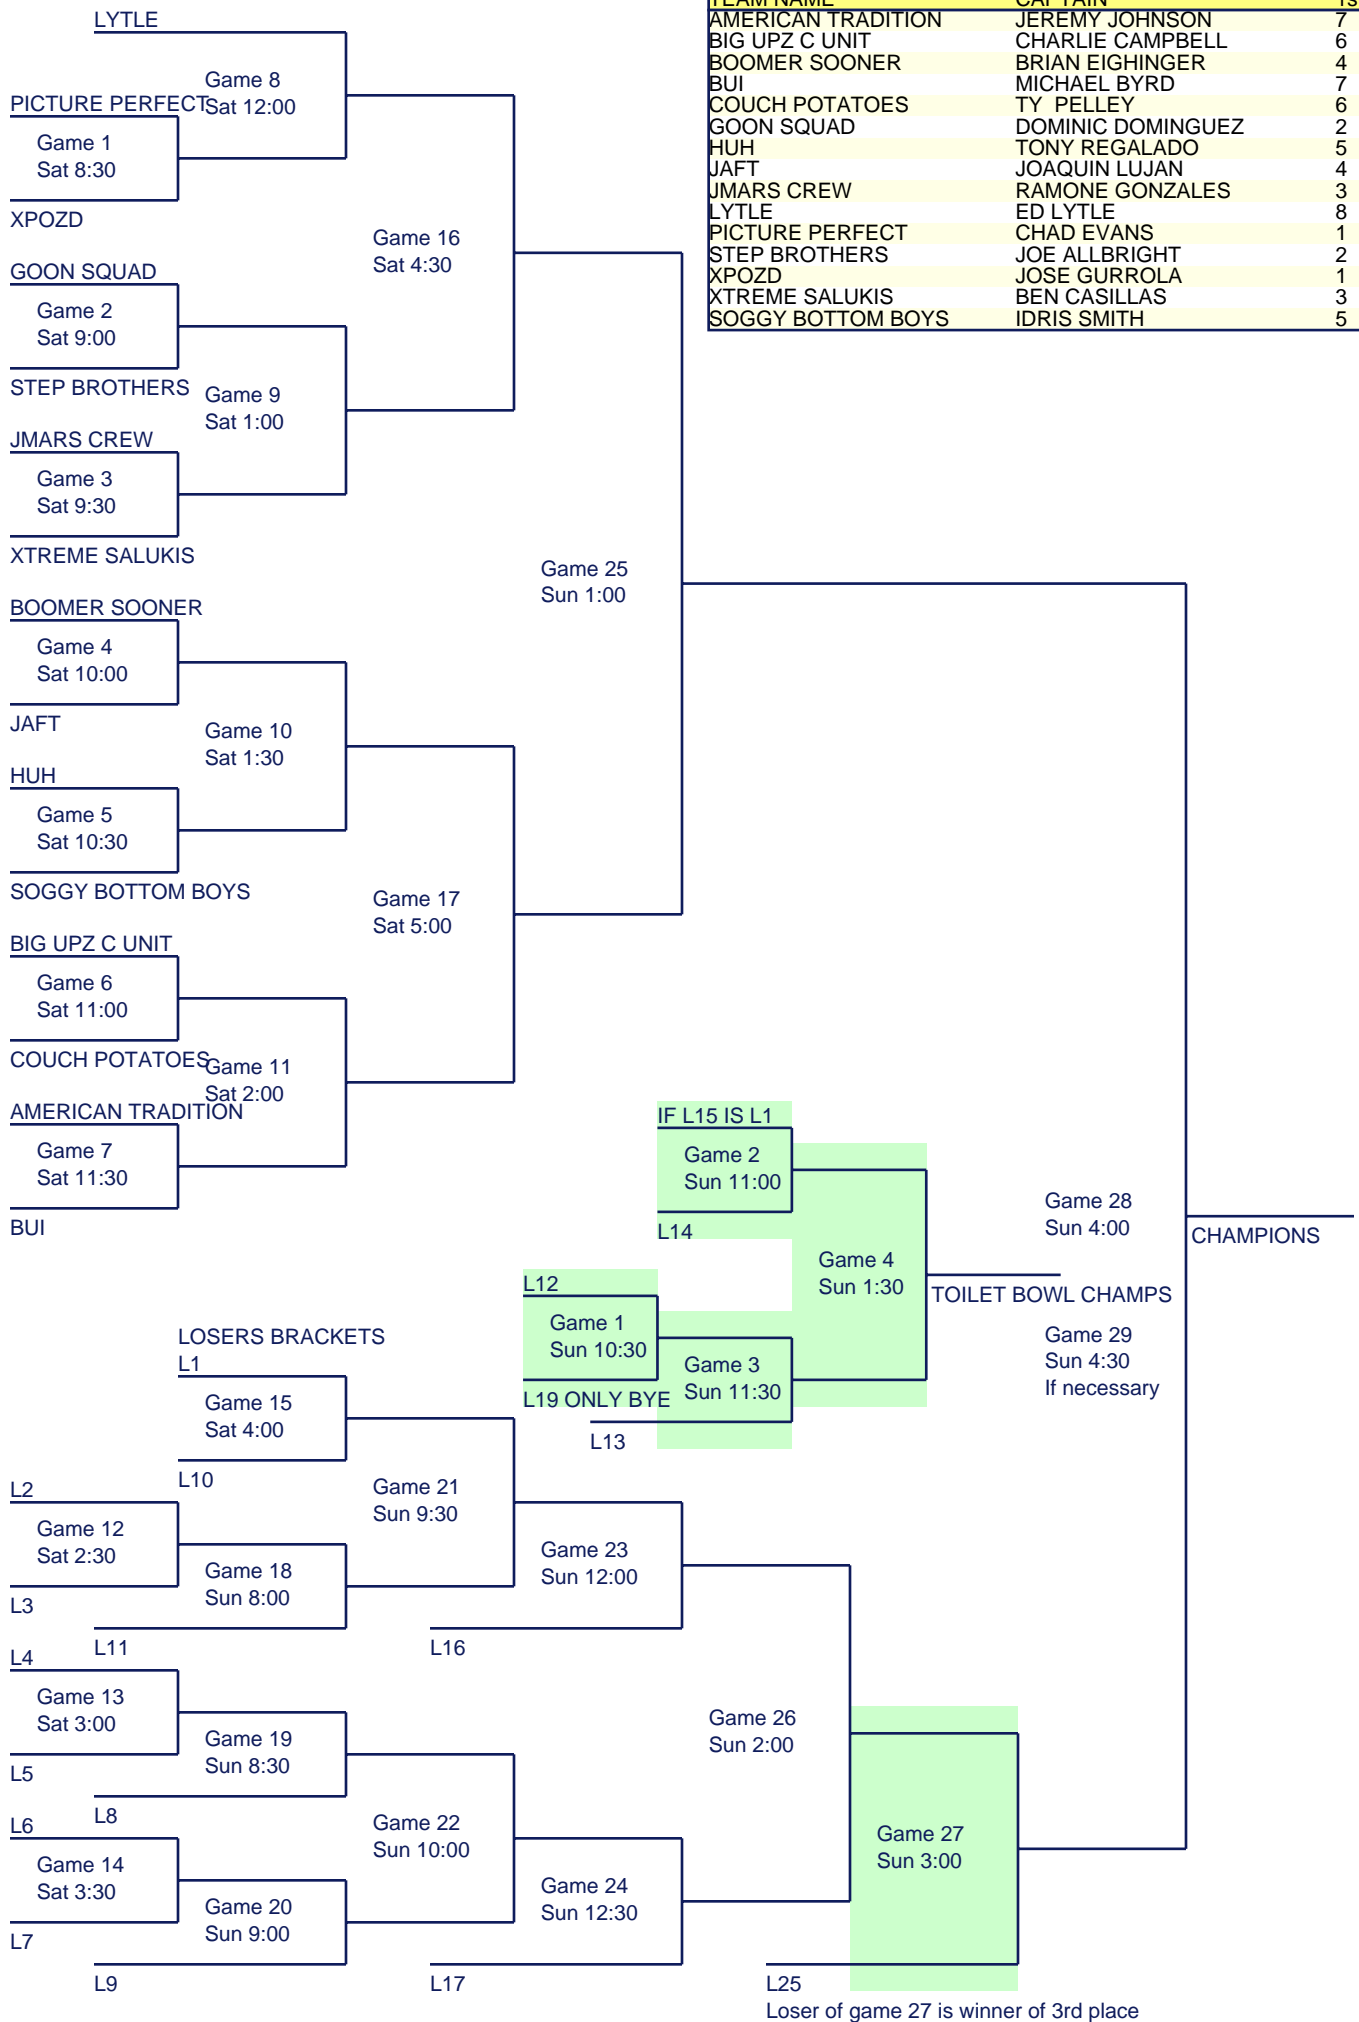 TEAM NAME CAPTAIN 1s
AMERICAN TRADITION JEREMY JOHNSON 7
BIG UPZ C UNIT CHARLIE CAMPBELL 6
BOOMER SOONER BRIAN EIGHINGER 4
BUI MICHAEL BYRD 7
COUCH POTATOES TY PELLEY 6
GOON SQUAD DOMINIC DOMINGUEZ 2
HUH TONY REGALADO 5
JAFT JOAQUIN LUJAN 4
JMARS CREW RAMONE GONZALES 3
LYTLE ED LYTLE 8
PICTURE PERFECT CHAD EVANS 1
STEP BROTHERS JOE ALLBRIGHT 2
XPOZD JOSE GURROLA 1
XTREME SALUKIS BEN CASILLAS 3
SOGGY BOTTOM BOYS IDRIS SMITH 5
LYTLE
Game 8
Sat 12:00
PICTURE PERFECT
Game 1
Sat 8:30
XPOZD
Game 16
Sat 4:30
GOON SQUAD
Game 2
Sat 9:00
STEP BROTHERS
Game 9
Sat 1:00
JMARS CREW
Game 3
Sat 9:30
XTREME SALUKIS
Game 25
Sun 1:00
BOOMER SOONER
Game 4
Sat 10:00
JAFT
Game 10
Sat 1:30
HUH
Game 5
Sat 10:30
SOGGY BOTTOM BOYS
Game 17
Sat 5:00
BIG UPZ C UNIT
Game 6
Sat 11:00
COUCH POTATOES
Game 11
Sat 2:00
AMERICAN TRADITION
Game 7
Sat 11:30
BUI
IF L15 IS L1
Game 2
Sun 11:00
L14
Game 28
Sun 4:00
CHAMPIONS
Game 4
Sun 1:30
L12
Game 1
Sun 10:30
TOILET BOWL CHAMPS
Game 3
Sun 11:30
L19 ONLY BYE
L13
Game 29
Sun 4:30
If necessary
LOSERS BRACKETS
L1
Game 15
Sat 4:00
L10
L2
Game 12
Sat 2:30
L3
Game 21
Sun 9:30
Game 18
Sun 8:00
L11
Game 23
Sun 12:00
L16
L4
Game 13
Sat 3:00
L5
Game 19
Sun 8:30
L8
Game 26
Sun 2:00
L6
Game 14
Sat 3:30
L7
Game 22
Sun 10:00
Game 20
Sun 9:00
L9
Game 24
Sun 12:30
L17
Game 27
Sun 3:00
L25
Loser of game 27 is winner of 3rd place